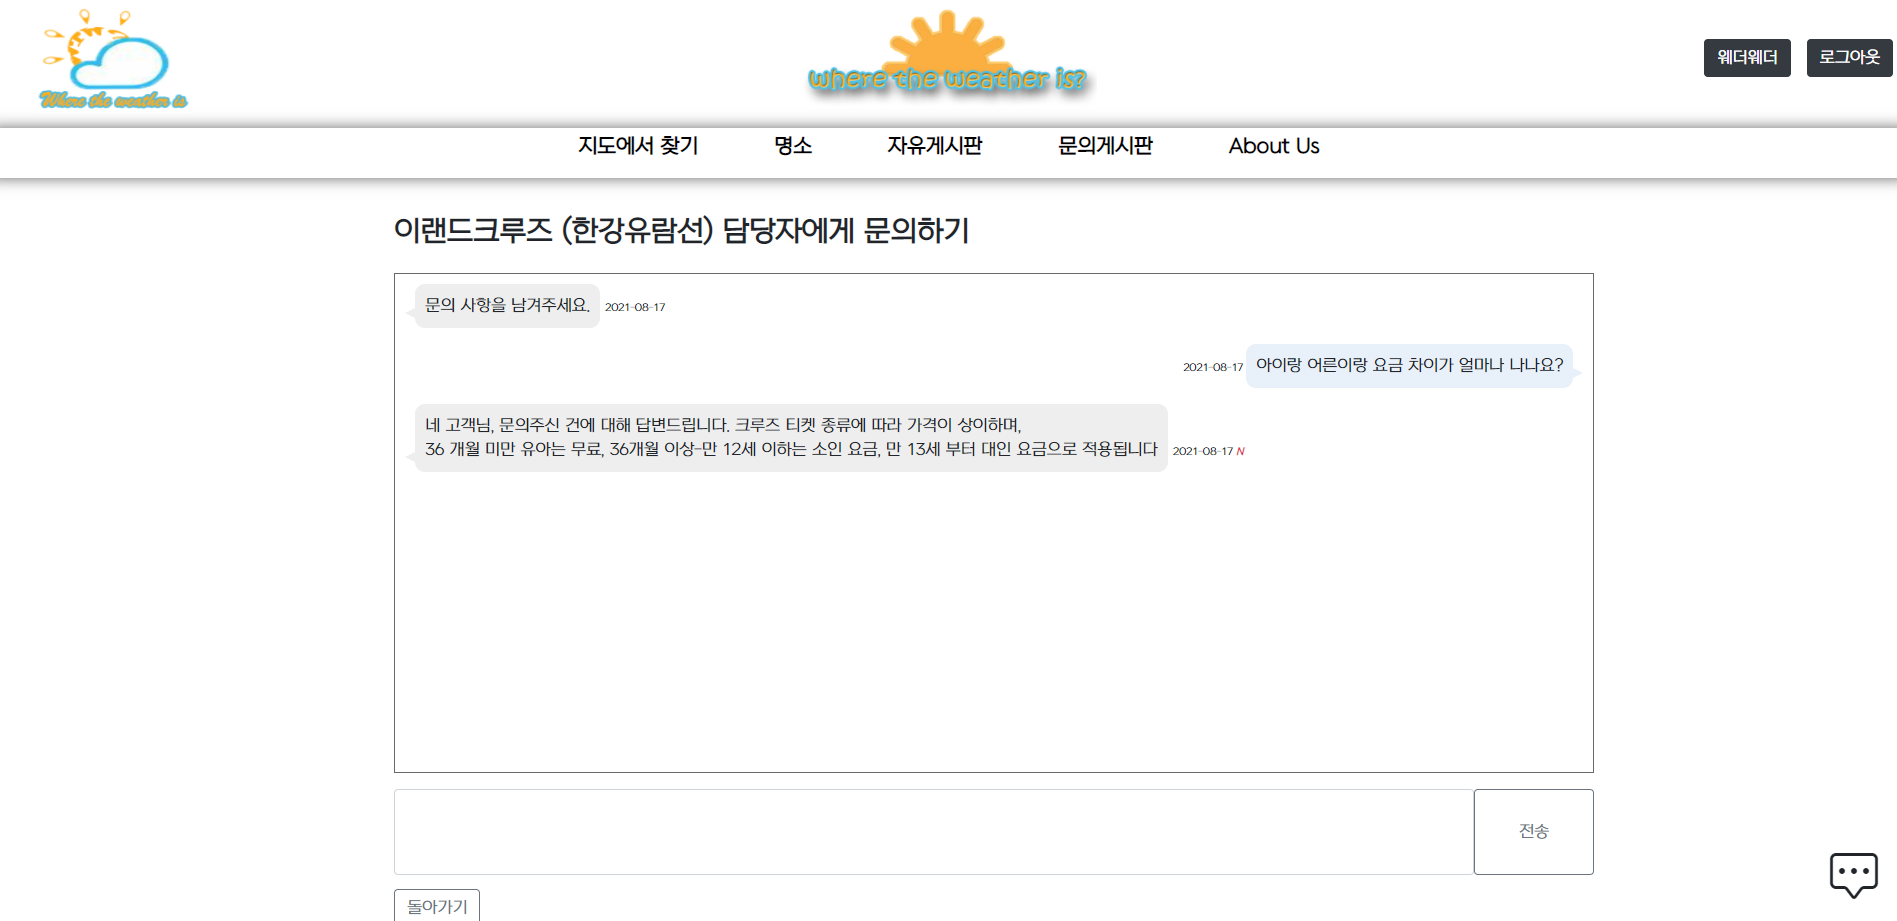 Where the weather is
where the weather is?
웨더웨더
로그아웃
지도에서 찾기
명소
자유게시판
문의게시판
About Us
이랜드크루즈 (한강유람선) 담당자에게 문의하기
문의 사항을 남겨주세요. 2021-08-17
2021-08-17 아이랑 어른이랑 요금 차이가 얼마나 나나요?
네 고객님, 문의주신 건에 대해 답변드립니다. 크루즈 티켓 종류에 따라 가격이 상이하며,
36 개월 미만 유아는 무료, 36개월 이상-만 12세 이하는 소인 요금, 만 13세 부터 대인 요금으로 적용됩니다 2021-08-17 N
전송
돌아가기